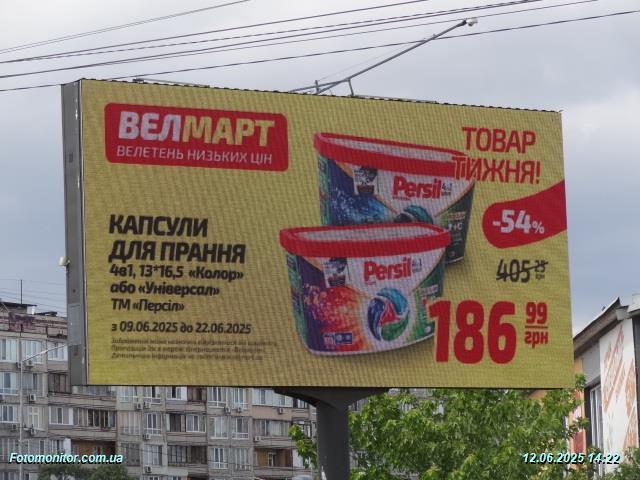 ВЕЛМАРТ
ВЕЛЕТЕНЬ НИЗЬКИХ ЦІН
ТОВАР
ТИЖНЯ!
-54%
КАПСУЛИ
ДЛЯ ПРАННЯ
4в1, 13*16,5 «Колор»
або «Універсал»
ТМ «Персіл»
з 09.06.2025 до 22.06.2025
Persil 4in1
Persil 4in1
405 25
186 99
грн
Fotomonitor.com.ua
12.06.2025 14:22